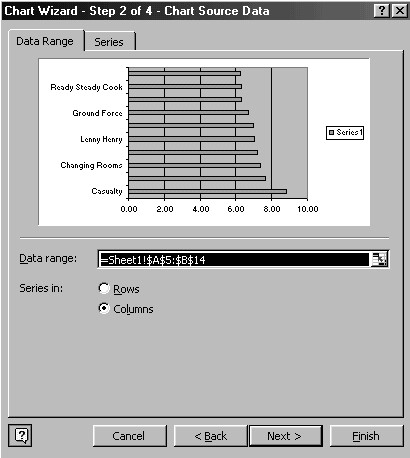 Chart Wizard - Step 2 of 4 - Chart Source Data
Data Range
Series
Ready Steady Cook
Ground Force
Lenny Henry
Changing Rooms
Casualty
0.00 2.00 4.00 6.00 8.00 10.00
Series1
Data range:
=Sheet1!$A$5:$B$14
Series in:
Rows
Columns
Cancel
< Back
Next >
Finish